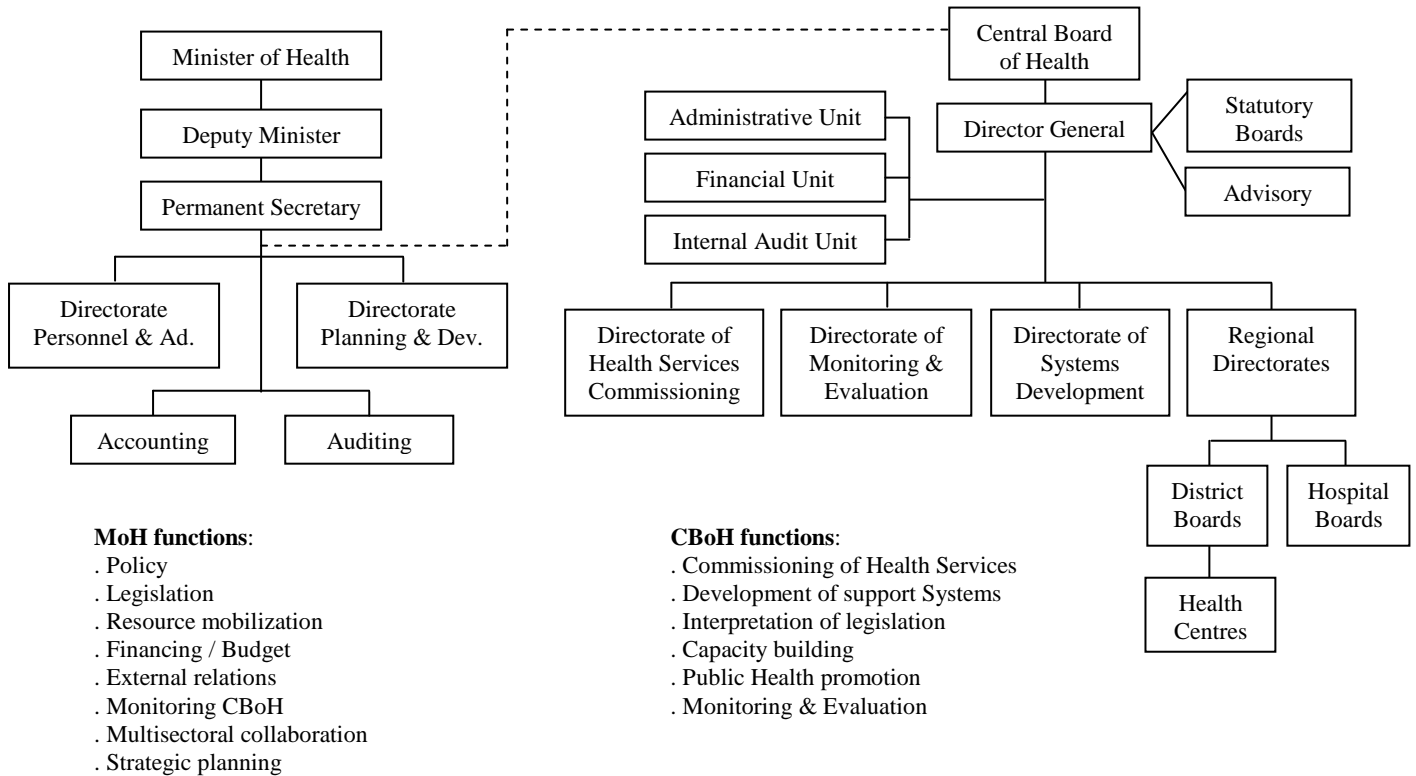 Minister of Health
Deputy Minister
Permanent Secretary
Directorate
Personnel & Ad.
Directorate
Planning & Dev.
Accounting
Auditing
Central Board
of Health
Administrative Unit
Director General
Statutory
Boards
Financial Unit
Advisory
Internal Audit Unit
Directorate of
Health Services
Commissioning
Directorate of
Monitoring &
Evaluation
Directorate of
Systems
Development
Regional
Directorates
District
Boards
Hospital
Boards
Health
Centres
MoH functions:
. Policy
. Legislation
. Resource mobilization
. Financing / Budget
. External relations
. Monitoring CBoH
. Multisectoral collaboration
. Strategic planning
CBoH functions:
. Commissioning of Health Services
. Development of support Systems
. Interpretation of legislation
. Capacity building
. Public Health promotion
. Monitoring & Evaluation